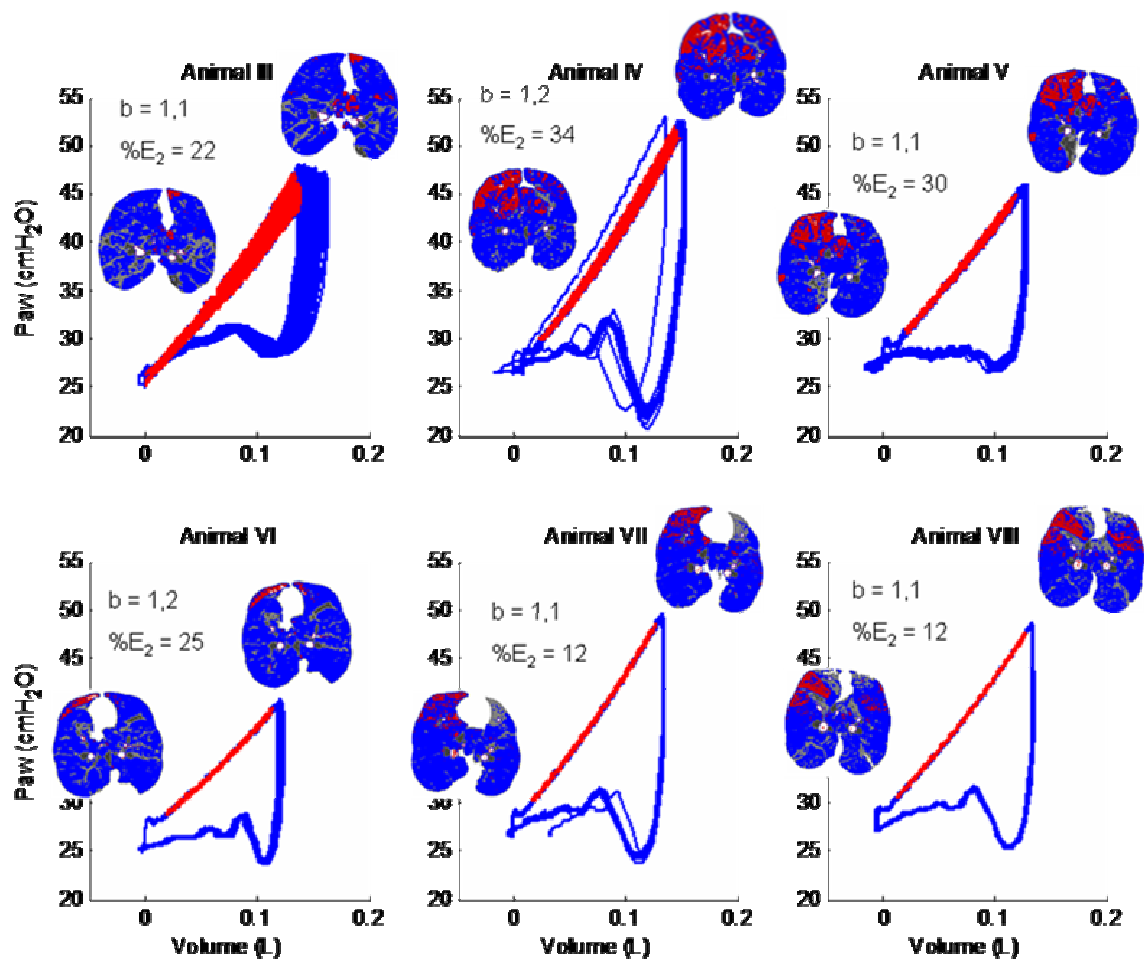 Animal III
Animal IV
Animal V
b = 1,1
%E2 = 22
b = 1,2
%E2 = 34
b = 1,1
%E2 = 30
Paw (cmH2O)
55
50
45
40
35
30
25
20
55
50
45
40
35
30
25
20
55
50
45
40
35
30
25
20
0
0.1
0.2
0
0.1
0.2
0
0.1
0.2
Animal VI
Animal VII
Animal VIII
b = 1,2
%E2 = 25
b = 1,1
%E2 = 12
b = 1,1
%E2 = 12
Paw (cmH2O)
55
50
45
30
25
20
55
50
45
30
25
20
55
50
45
30
25
20
0
0.1
0.2
0
0.1
0.2
0
0.1
0.2
Volume (L)
Volume (L)
Volume (L)